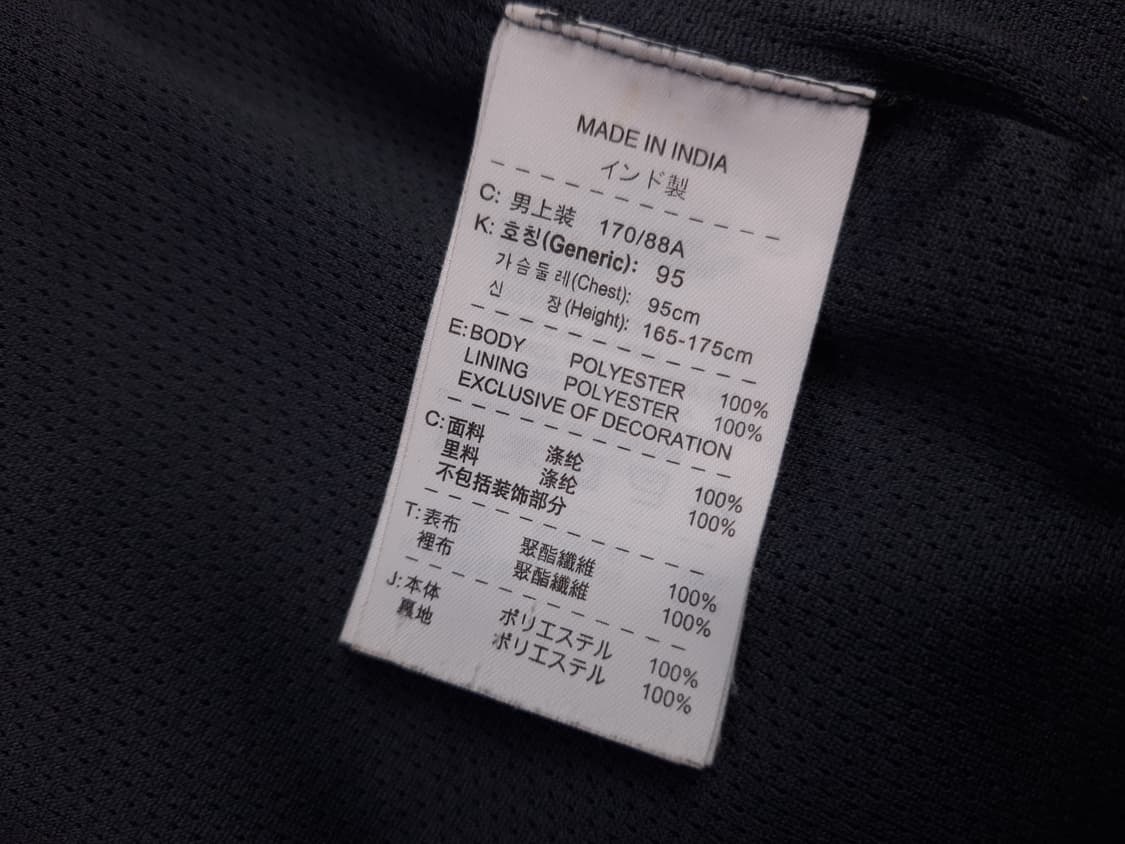 MADE IN INDIA
インド製
C: 男上装 170/88A
K: 호칭(Generic): 95
가슴둘레(Chest): 95cm
신 장(Height): 165-175cm
E: BODY POLYESTER 100%
LINING POLYESTER 100%
EXCLUSIVE OF DECORATION
C: 面料 涤纶 100%
里料 涤纶 100%
不包括装饰部分
T: 表布 聚酯纖維 100%
裡布 聚酯纖維 100%
J: 本体 ポリエステル 100%
裏地 ポリエステル 100%